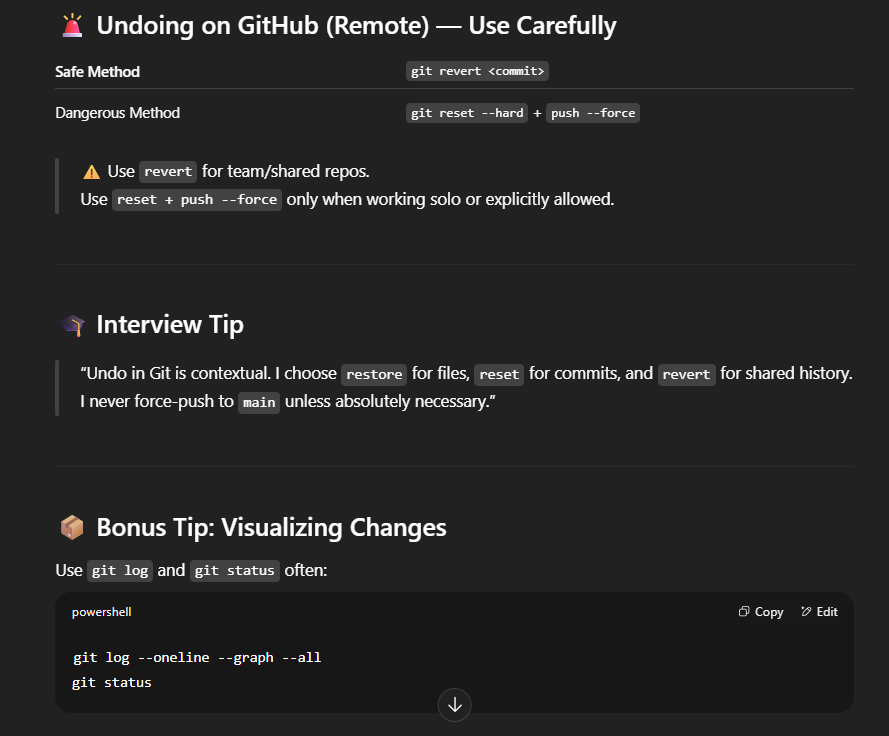 🚨 Undoing on GitHub (Remote) — Use Carefully
Safe Method git revert <commit>
Dangerous Method git reset --hard + push --force
⚠️ Use revert for team/shared repos.
Use reset + push --force only when working solo or explicitly allowed.
🎓 Interview Tip
“Undo in Git is contextual. I choose restore for files, reset for commits, and revert for shared history.
I never force-push to main unless absolutely necessary.”
📦 Bonus Tip: Visualizing Changes
Use git log and git status often:
powershell Copy Edit
git log --oneline --graph --all
git status